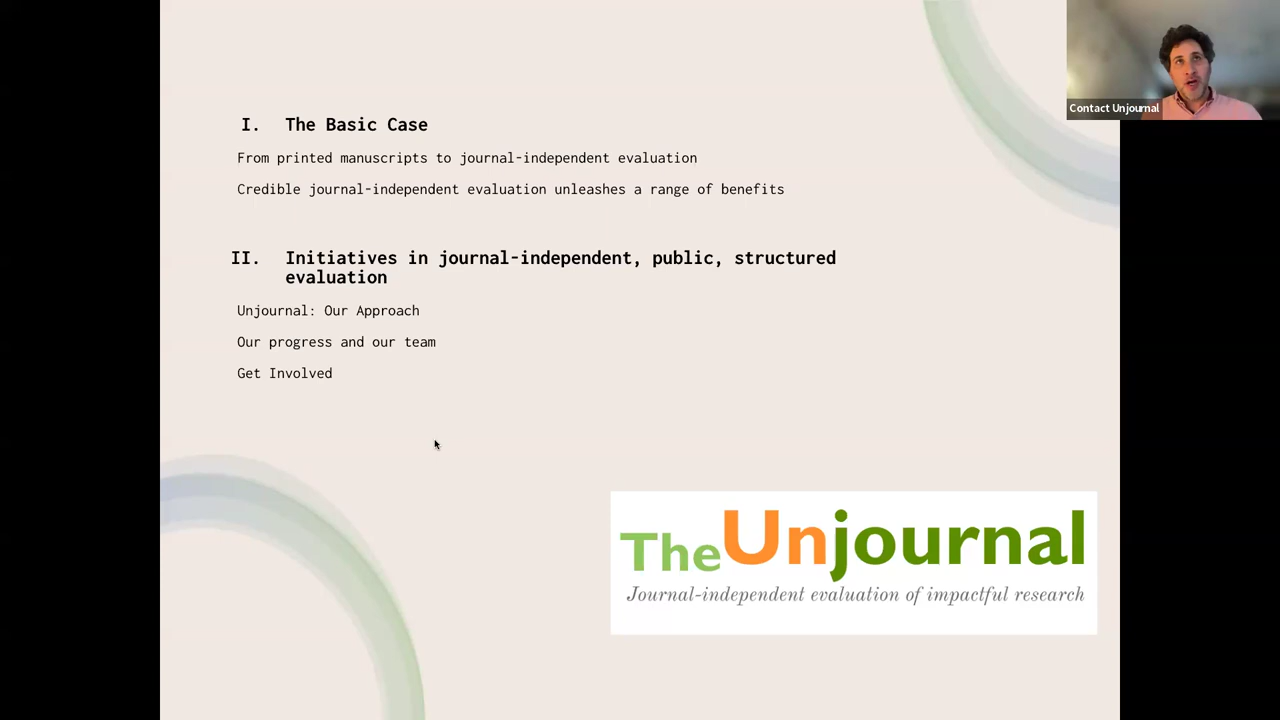 Contact Unjournal
I. The Basic Case
From printed manuscripts to journal-independent evaluation
Credible journal-independent evaluation unleashes a range of benefits
II. Initiatives in journal-independent, public, structured
evaluation
Unjournal: Our Approach
Our progress and our team
Get Involved
The Unjournal
Journal-independent evaluation of impactful research